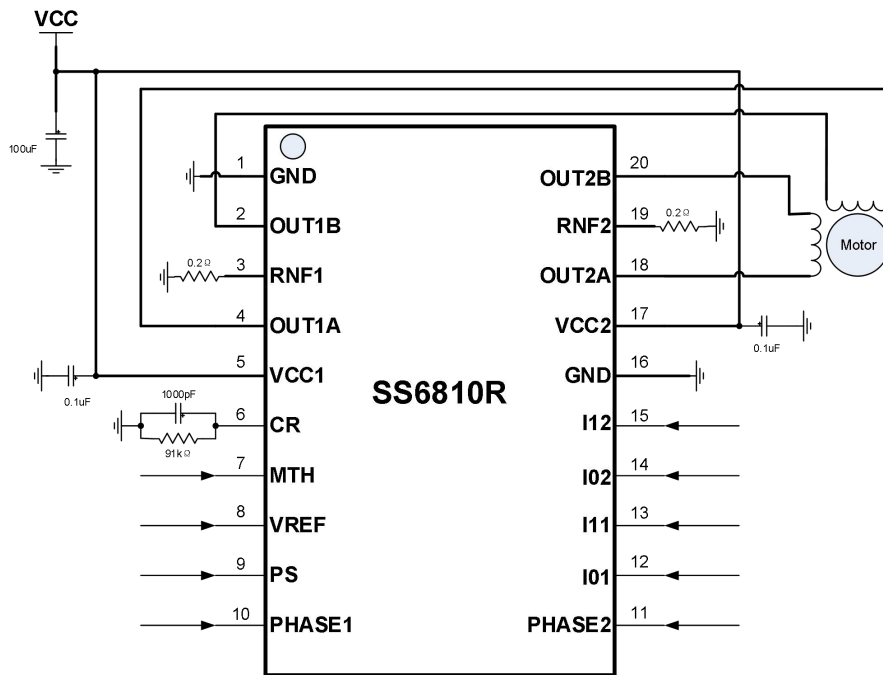 VCC
100uF
1
GND
2
OUT1B
0.2Ω
3
RNF1
4
OUT1A
5
VCC1
0.1uF
1000pF
6
CR
91kΩ
7
MTH
8
VREF
9
PS
10
PHASE1
SS6810R
20
OUT2B
19
RNF2
0.2Ω
18
OUT2A
17
VCC2
0.1uF
16
GND
15
I12
14
I02
13
I11
12
I01
11
PHASE2
Motor